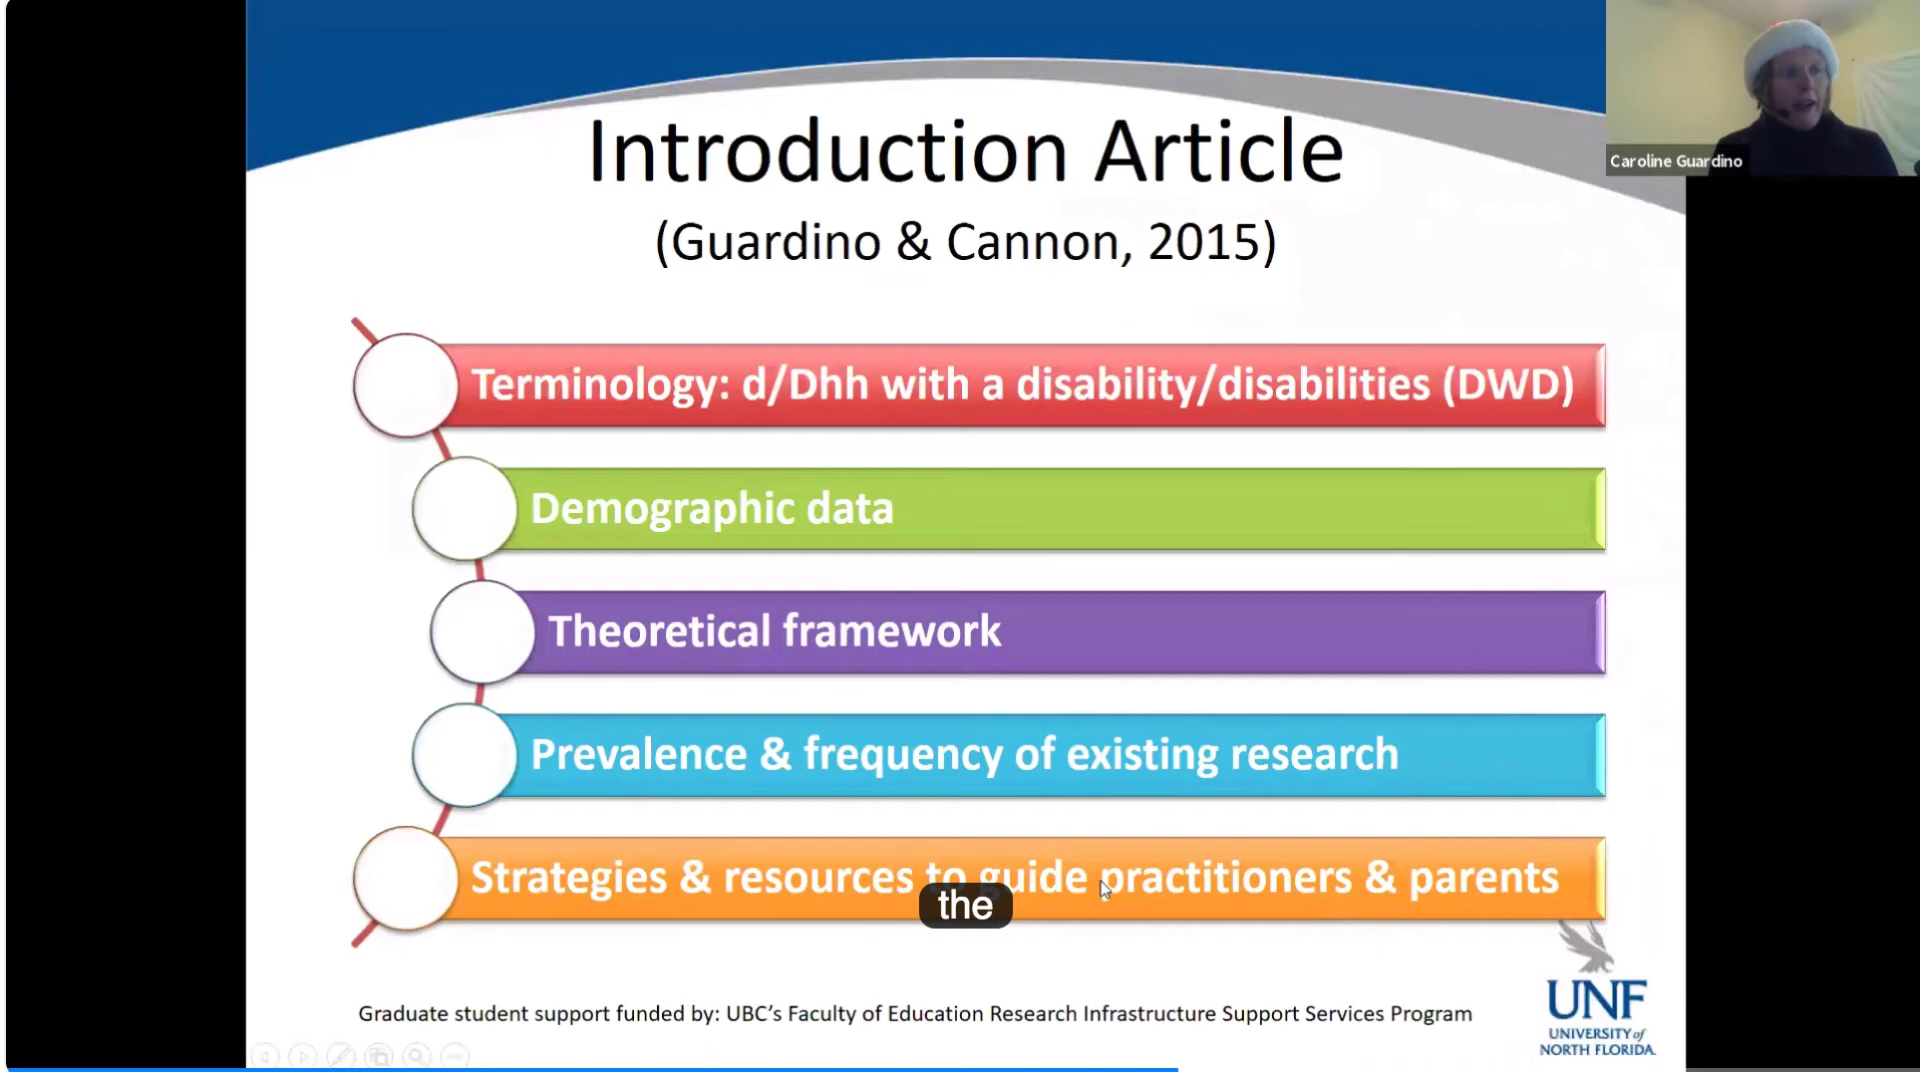 Introduction Article
(Guardino & Cannon, 2015)
Caroline Guardino
Terminology: d/Dhh with a disability/disabilities (DWD)
Demographic data
Theoretical framework
Prevalence & frequency of existing research
Strategies & resources to guide practitioners & parents
the
Graduate student support funded by: UBC's Faculty of Education Research Infrastructure Support Services Program
UNF
UNIVERSITY of
NORTH FLORIDA